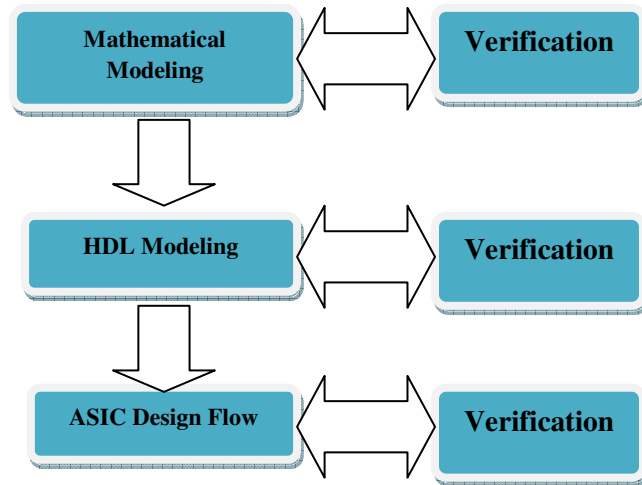 Mathematical
Modeling
Verification
HDL Modeling
Verification
ASIC Design Flow
Verification